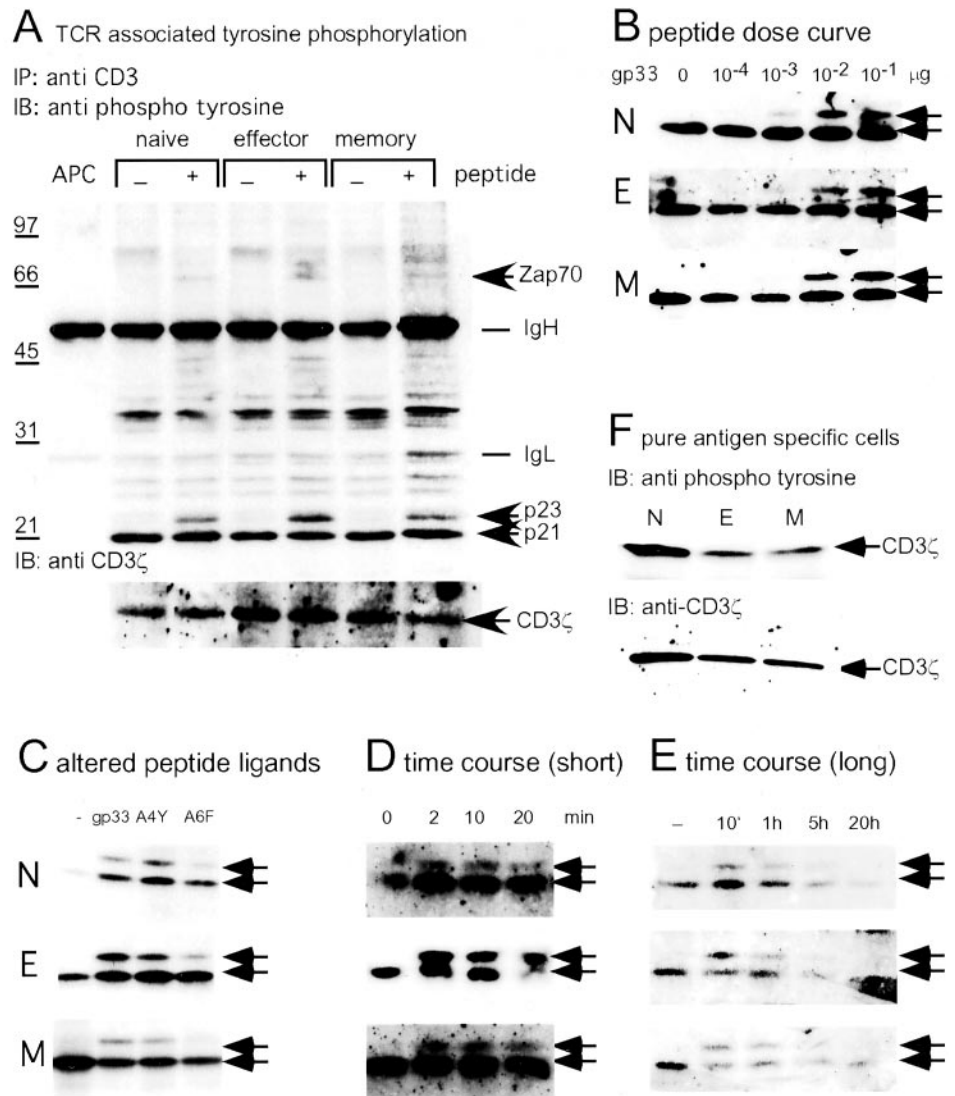 A TCR associated tyrosine phosphorylation
IP: anti CD3
IB: anti phospho tyrosine
naive effector memory
APC – + – + – + peptide
97
66
Zap70
IgH
45
31
IgL
p23
21
p21
IB: anti CD3ζ
CD3ζ
B peptide dose curve
gp33 0 10-4 10-3 10-2 10-1 µg
N
E
M
F pure antigen specific cells
IB: anti phospho tyrosine
N E M
CD3ζ
IB: anti-CD3ζ
CD3ζ
C altered peptide ligands
- gp33 A4Y A6F
N
E
M
D time course (short)
0 2 10 20 min
E time course (long)
– 10' 1h 5h 20h